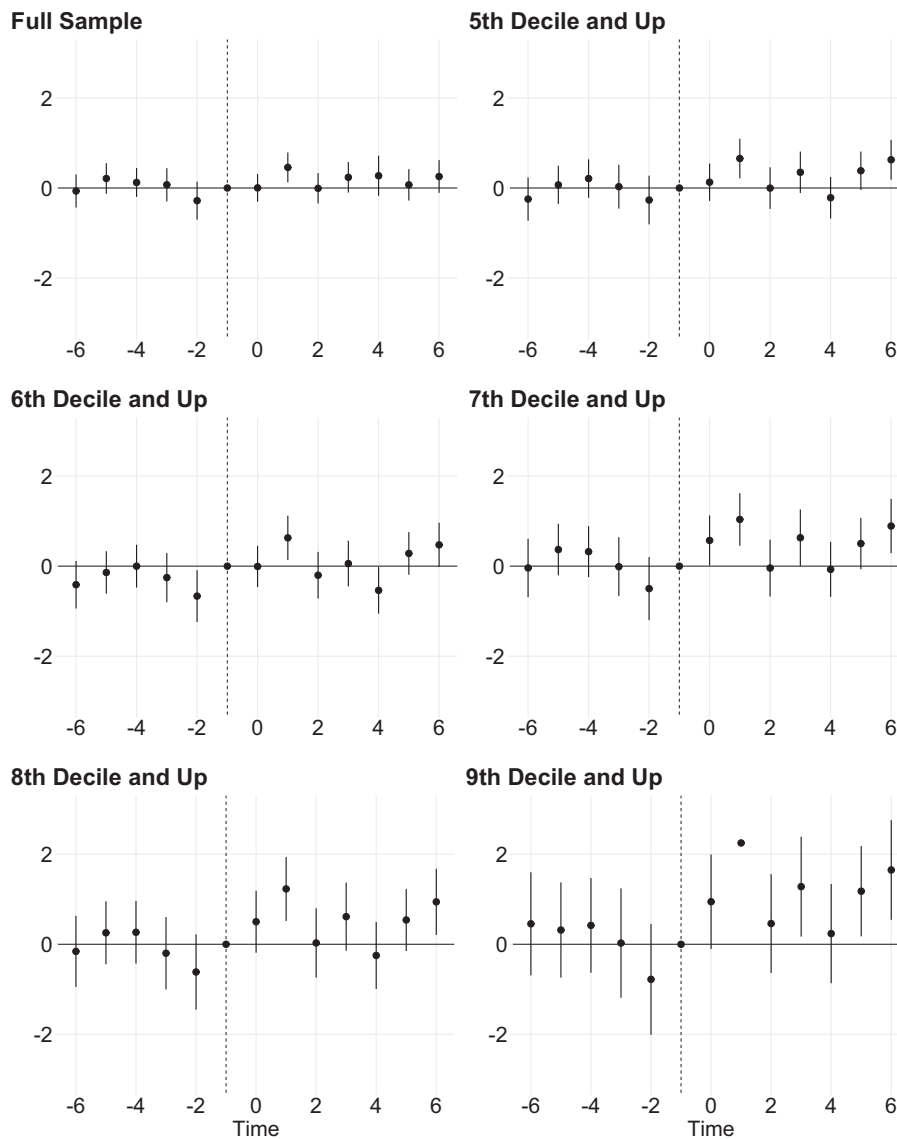 Full Sample
5th Decile and Up
2
0
-2
-6 -4 -2 0 2 4 6
2
0
-2
-6 -4 -2 0 2 4 6
6th Decile and Up
7th Decile and Up
2
0
-2
-6 -4 -2 0 2 4 6
2
0
-2
-6 -4 -2 0 2 4 6
8th Decile and Up
9th Decile and Up
2
0
-2
-6 -4 -2 0 2 4 6
Time
2
0
-2
-6 -4 -2 0 2 4 6
Time